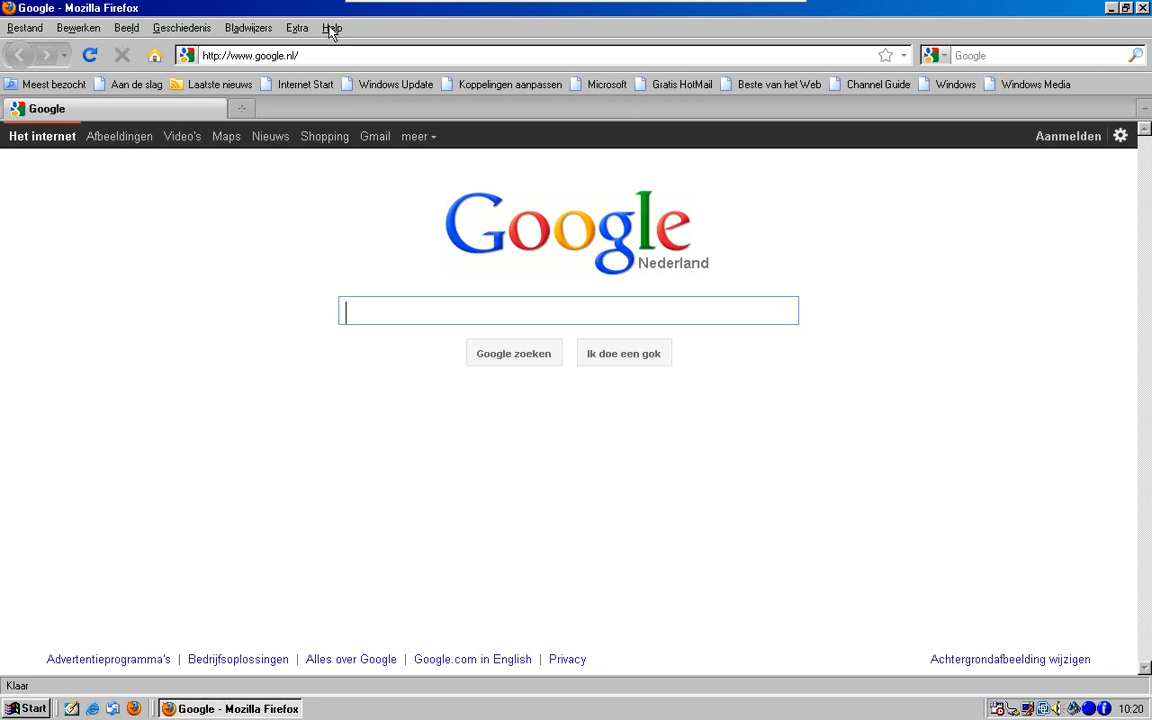 Google - Mozilla Firefox
Bestand Bewerken Beeld Geschiedenis Bladwijzers Extra Help
http://www.google.nl/ Google
Meest bezocht Aan de slag Laatste nieuws Internet Start Windows Update Koppelingen aanpassen Microsoft Gratis HotMail Beste van het Web Channel Guide Windows Windows Media
Google
Het internet Afbeeldingen Video's Maps Nieuws Shopping Gmail meer Aanmelden
Google
Nederland
Google zoeken Ik doe een gok
Advertentieprogramma's | Bedrijfsoplossingen | Alles over Google | Google.com in English | Privacy Achtergrondafbeelding wijzigen
Klaar
Start Google - Mozilla Firefox 10:20